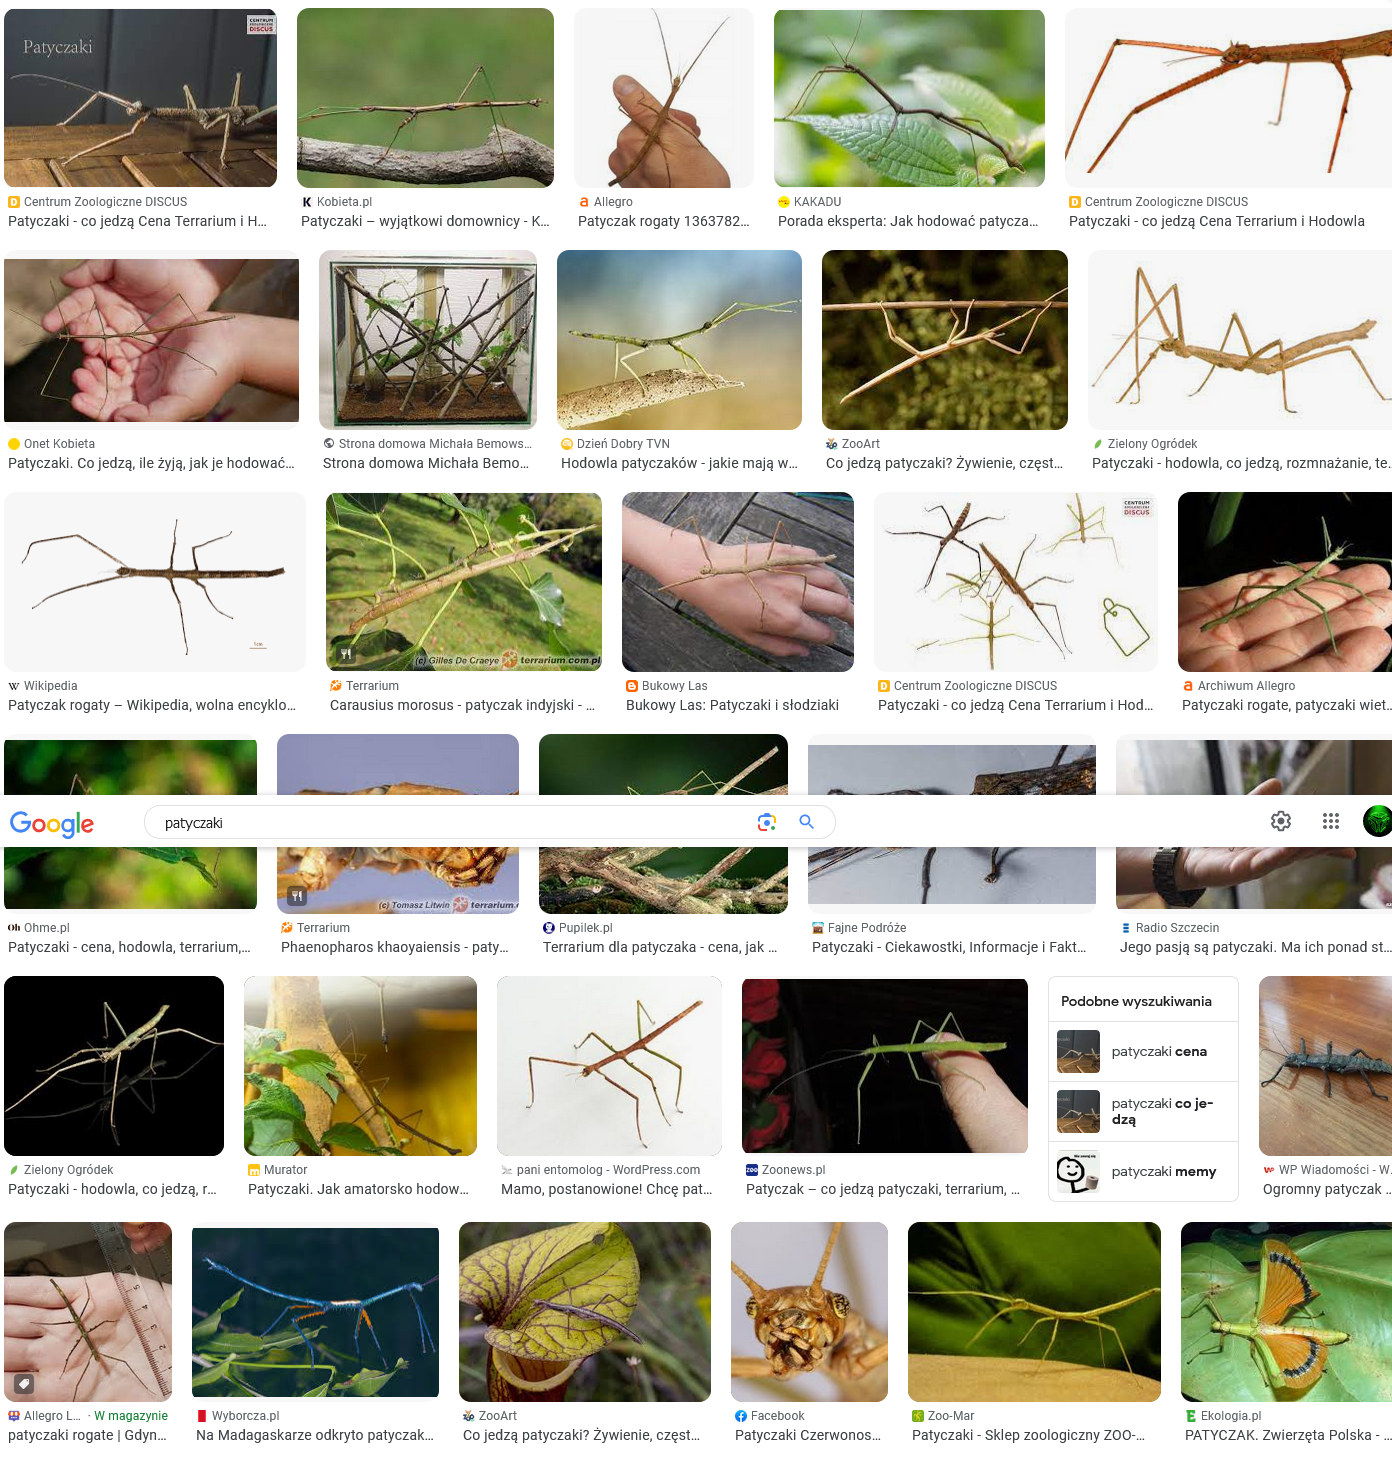 Patyczaki
CENTRUM
ZOOLOGICZNE
DISCUS
Centrum Zoologiczne DISCUS
Patyczaki - co jedzą Cena Terrarium i H...
Kobieta.pl
Patyczaki – wyjątkowi domownicy - K...
Allegro
Patyczak rogaty 1363782...
KAKADU
Porada eksperta: Jak hodować patycza...
Centrum Zoologiczne DISCUS
Patyczaki - co jedzą Cena Terrarium i Hodowla
Onet Kobieta
Patyczaki. Co jedzą, ile żyją, jak je hodować...
Strona domowa Michała Bemows...
Strona domowa Michała Bemo...
Dzień Dobry TVN
Hodowla patyczaków - jakie mają w...
ZooArt
Co jedzą patyczaki? Żywienie, częst...
Zielony Ogródek
Patyczaki - hodowla, co jedzą, rozmnażanie, te...
Wikipedia
Patyczak rogaty – Wikipedia, wolna encyklo...
(c) Gilles De Craeye terrarium.com.pl
Terrarium
Carausius morosus - patyczak indyjski - ...
Bukowy Las
Bukowy Las: Patyczaki i słodziaki
CENTRUM
ZOOLOGICZNE
DISCUS
Centrum Zoologiczne DISCUS
Patyczaki - co jedzą Cena Terrarium i Hod...
Archiwum Allegro
Patyczaki rogate, patyczaki wiet...
Google
patyczaki
Ohme.pl
Patyczaki - cena, hodowla, terrarium,...
(c) Tomasz Litwin terrarium.
Terrarium
Phaenopharos khaoyaiensis - paty...
Pupilek.pl
Terrarium dla patyczaka - cena, jak ...
Fajne Podróże
Patyczaki - Ciekawostki, Informacje i Fakt...
Radio Szczecin
Jego pasją są patyczaki. Ma ich ponad st...
Zielony Ogródek
Patyczaki - hodowla, co jedzą, r...
Murator
Patyczaki. Jak amatorsko hodow...
pani entomolog - WordPress.com
Mamo, postanowione! Chcę pat...
Zoonews.pl
Patyczak – co jedzą patyczaki, terrarium, ...
Podobne wyszukiwania
patyczaki cena
patyczaki co je-
dzą
patyczaki memy
WP Wiadomości - W...
Ogromny patyczak ...
Allegro L... · W magazynie
patyczaki rogate | Gdyn...
Wyborcza.pl
Na Madagaskarze odkryto patyczak...
ZooArt
Co jedzą patyczaki? Żywienie, częst...
Facebook
Patyczaki Czerwonos...
Zoo-Mar
Patyczaki - Sklep zoologiczny ZOO-...
Ekologia.pl
PATYCZAK. Zwierzęta Polska - ...